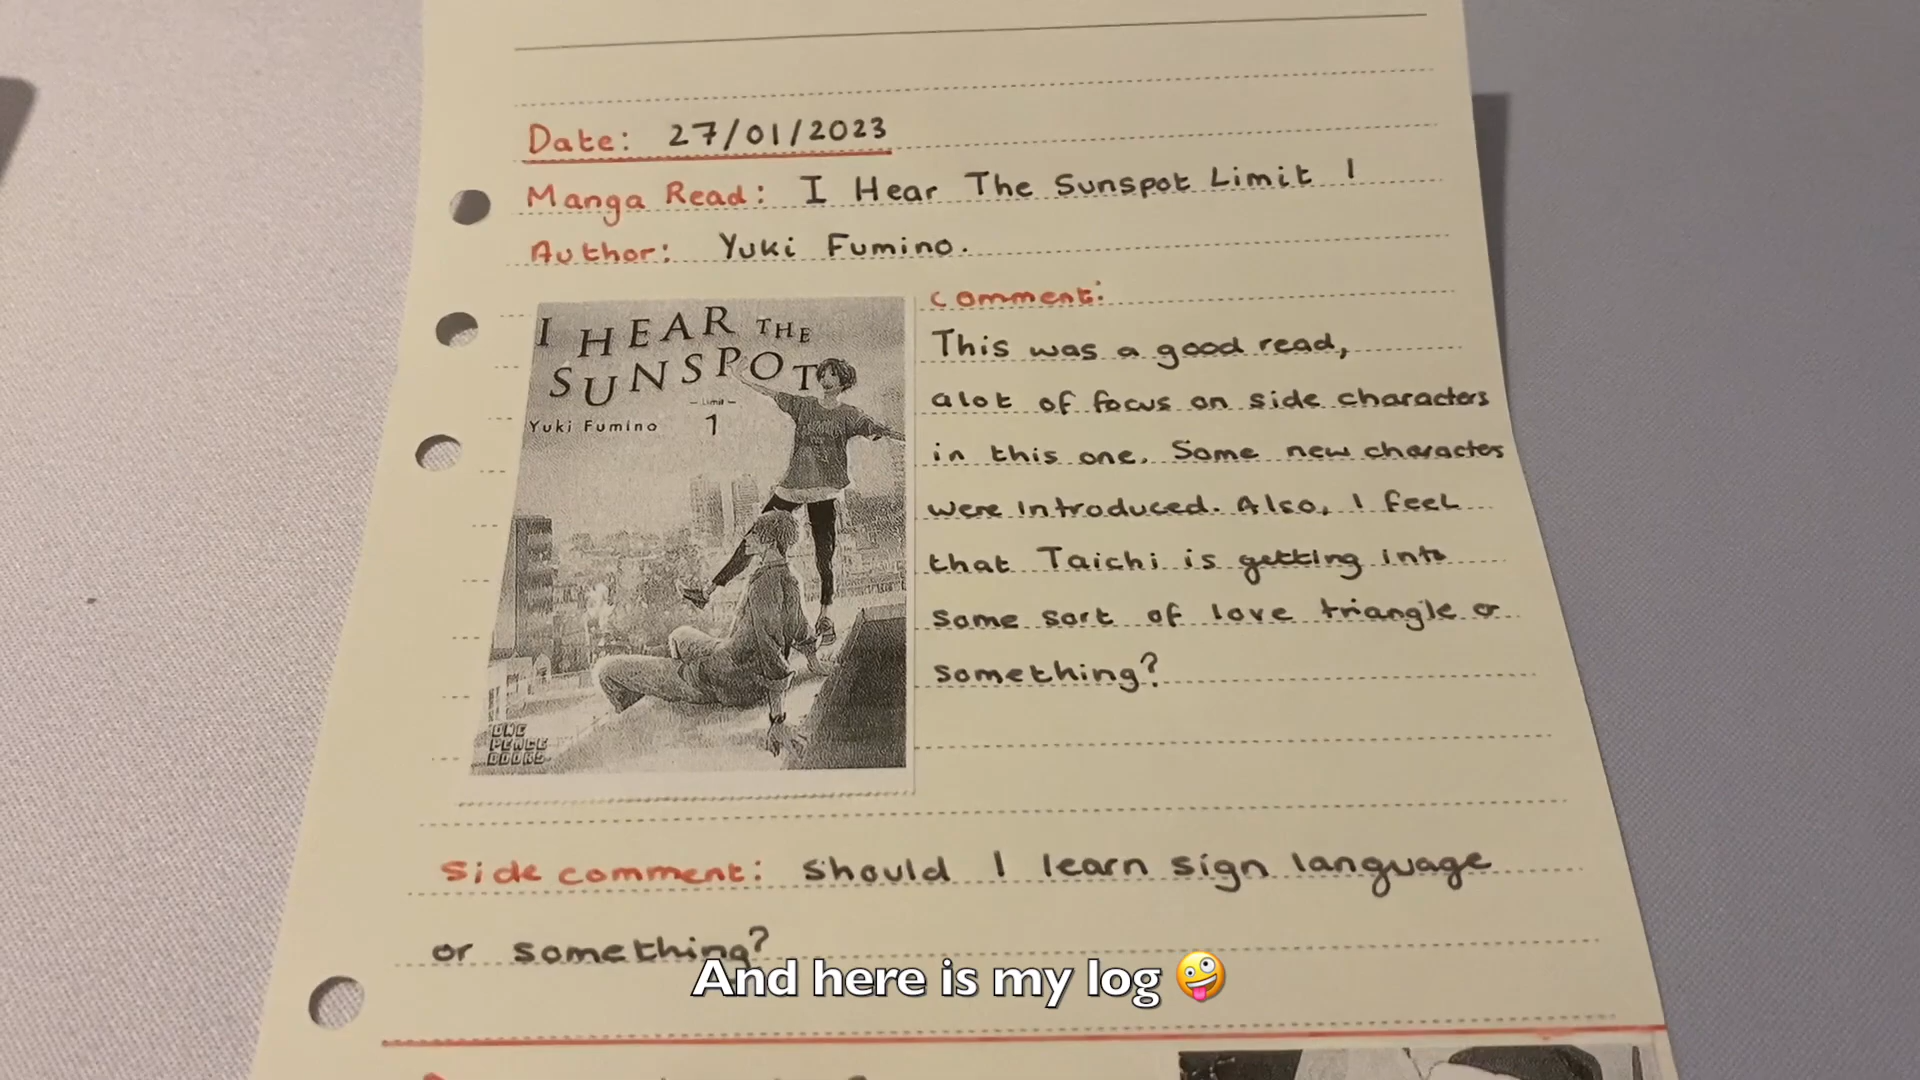 Date: 27/01/2023
Manga Read: I Hear The Sunspot Limit 1
Author: Yuki Fumino.
I HEAR THE
SUNSPOT
- Limit -
Yuki Fumino 1
ONE
PEACE
BOOKS
Comment:
This was a good read,
alot of focus on side characters
in this one. Some new characters
were introduced. Also, I feel
that Taichi is getting into
some sort of love triangle or
something?
Side comment: Should I learn sign language
or something?
And here is my log 🤪